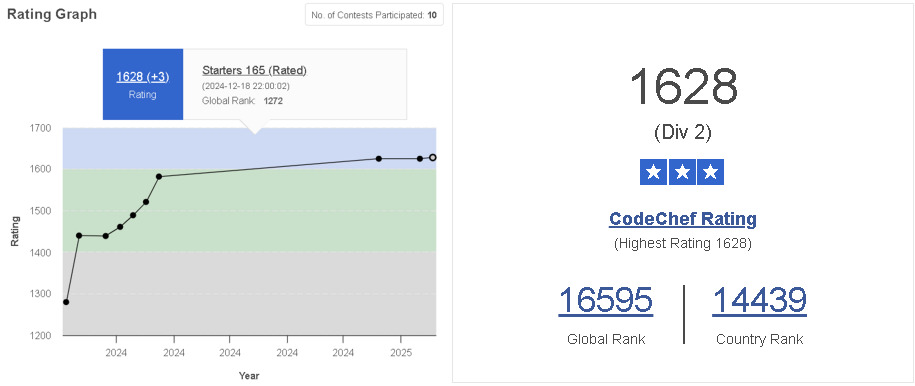 Rating Graph
No. of Contests Participated: 10
1628 (+3)
Rating
Starters 165 (Rated)
(2024-12-18 22:00:02)
Global Rank: 1272
1700
1600
1500
1400
1300
1200
Rating
2024
2024
2024
2024
2024
2025
Year
1628
(Div 2)
CodeChef Rating
(Highest Rating 1628)
16595
Global Rank
14439
Country Rank